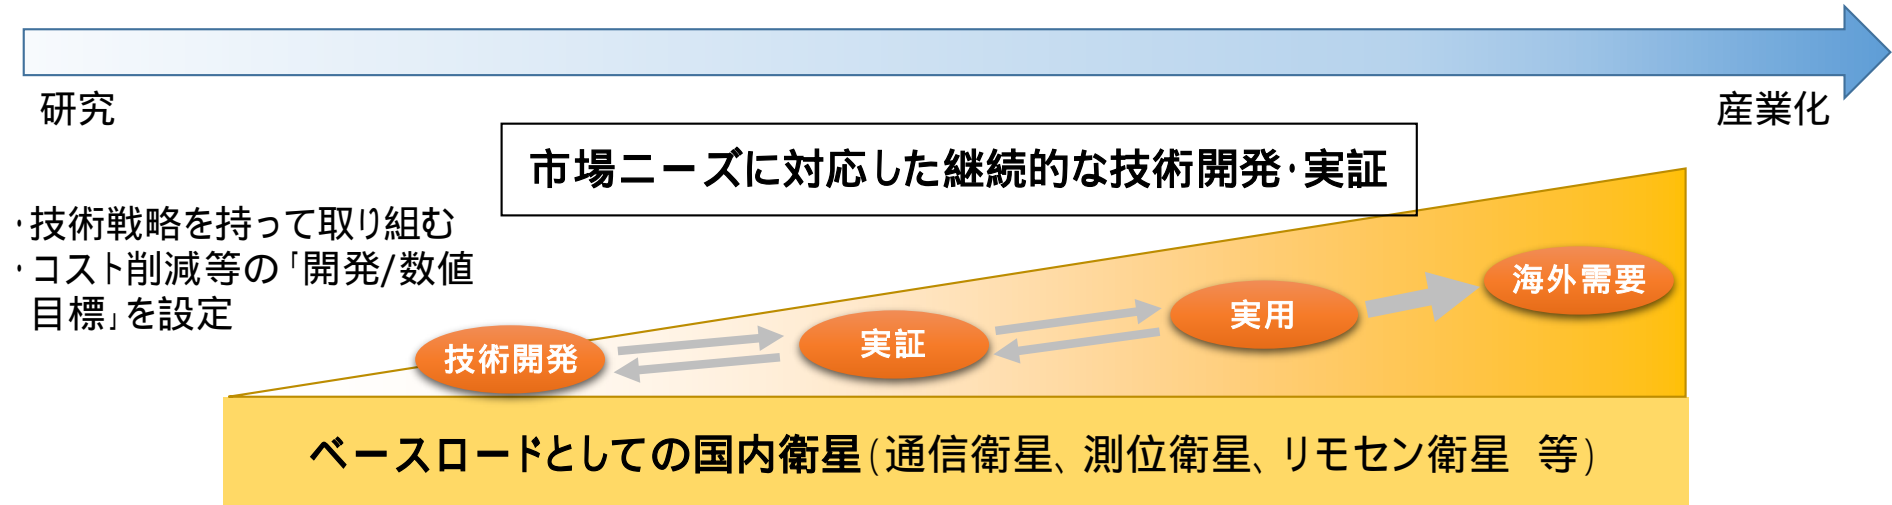 研究
産業化
市場ニーズに対応した継続的な技術開発・実証
・技術戦略を持って取り組む
・コスト削減等の「開発/数値
目標」を設定
技術開発
実証
実用
海外需要
ベースロードとしての国内衛星(通信衛星、測位衛星、リモセン衛星　等)